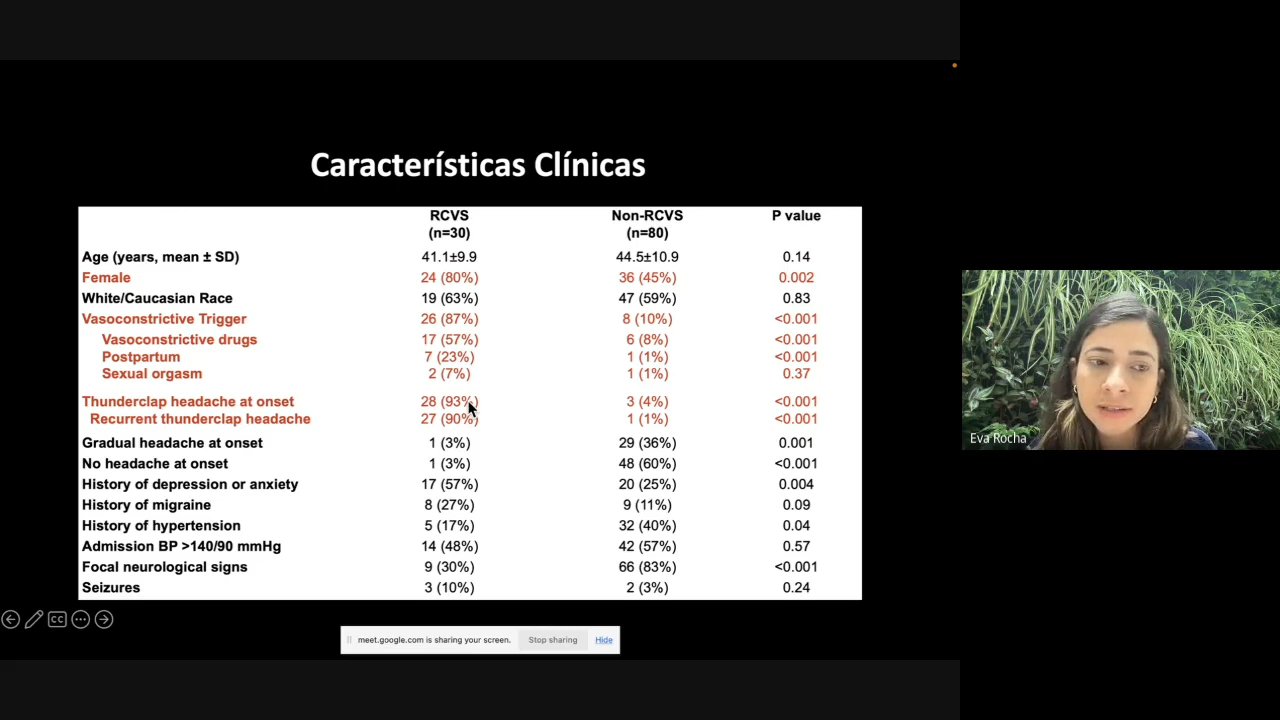 Características Clínicas
RCVS Non-RCVS P value
(n=30) (n=80)
Age (years, mean ± SD) 41.1±9.9 44.5±10.9 0.14
Female 24 (80%) 36 (45%) 0.002
White/Caucasian Race 19 (63%) 47 (59%) 0.83
Vasoconstrictive Trigger 26 (87%) 8 (10%) <0.001
Vasoconstrictive drugs 17 (57%) 6 (8%) <0.001
Postpartum 7 (23%) 1 (1%) <0.001
Sexual orgasm 2 (7%) 1 (1%) 0.37
Thunderclap headache at onset 28 (93%) 3 (4%) <0.001
Recurrent thunderclap headache 27 (90%) 1 (1%) <0.001
Gradual headache at onset 1 (3%) 29 (36%) 0.001
No headache at onset 1 (3%) 48 (60%) <0.001
History of depression or anxiety 17 (57%) 20 (25%) 0.004
History of migraine 8 (27%) 9 (11%) 0.09
History of hypertension 5 (17%) 32 (40%) 0.04
Admission BP >140/90 mmHg 14 (48%) 42 (57%) 0.57
Focal neurological signs 9 (30%) 66 (83%) <0.001
Seizures 3 (10%) 2 (3%) 0.24
Eva Rocha
CC
meet.google.com is sharing your screen. Stop sharing Hide